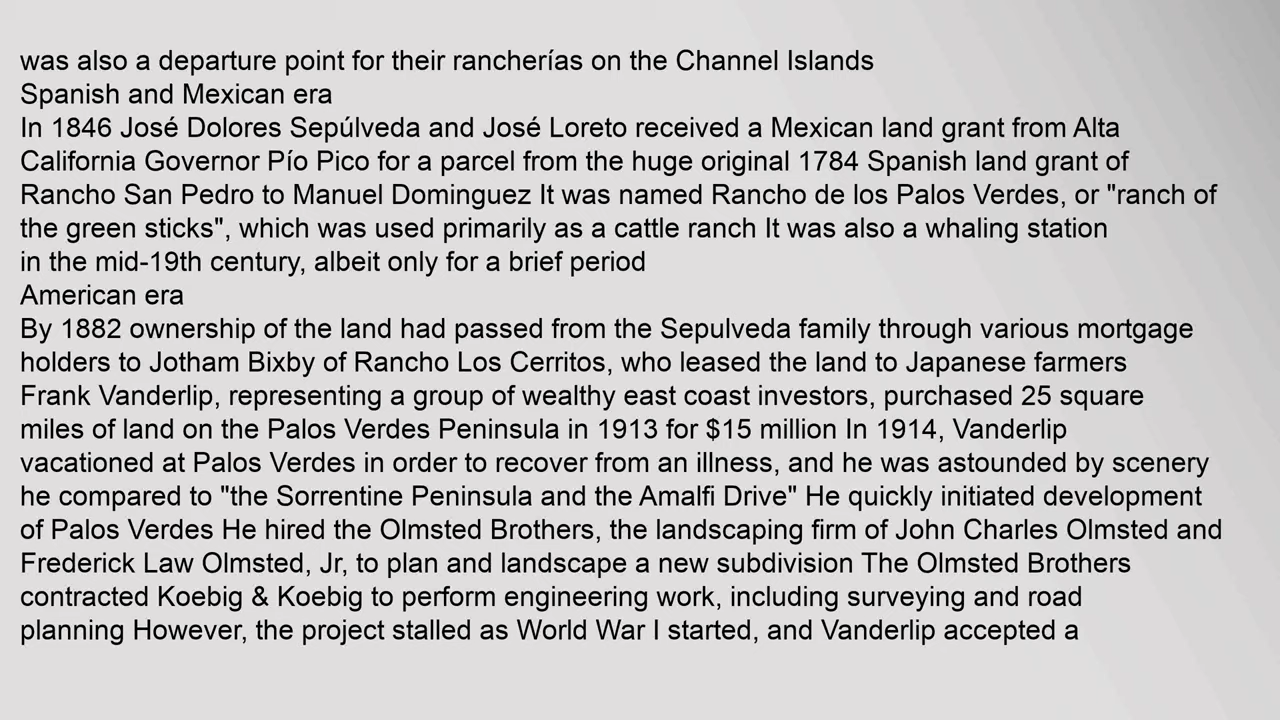 was also a departure point for their rancherías on the Channel Islands
Spanish and Mexican era
In 1846 José Dolores Sepúlveda and José Loreto received a Mexican land grant from Alta
California Governor Pío Pico for a parcel from the huge original 1784 Spanish land grant of
Rancho San Pedro to Manuel Dominguez It was named Rancho de los Palos Verdes, or "ranch of
the green sticks", which was used primarily as a cattle ranch It was also a whaling station
in the mid-19th century, albeit only for a brief period
American era
By 1882 ownership of the land had passed from the Sepulveda family through various mortgage
holders to Jotham Bixby of Rancho Los Cerritos, who leased the land to Japanese farmers
Frank Vanderlip, representing a group of wealthy east coast investors, purchased 25 square
miles of land on the Palos Verdes Peninsula in 1913 for $15 million In 1914, Vanderlip
vacationed at Palos Verdes in order to recover from an illness, and he was astounded by scenery
he compared to "the Sorrentine Peninsula and the Amalfi Drive" He quickly initiated development
of Palos Verdes He hired the Olmsted Brothers, the landscaping firm of John Charles Olmsted and
Frederick Law Olmsted, Jr, to plan and landscape a new subdivision The Olmsted Brothers
contracted Koebig & Koebig to perform engineering work, including surveying and road
planning However, the project stalled as World War I started, and Vanderlip accepted a